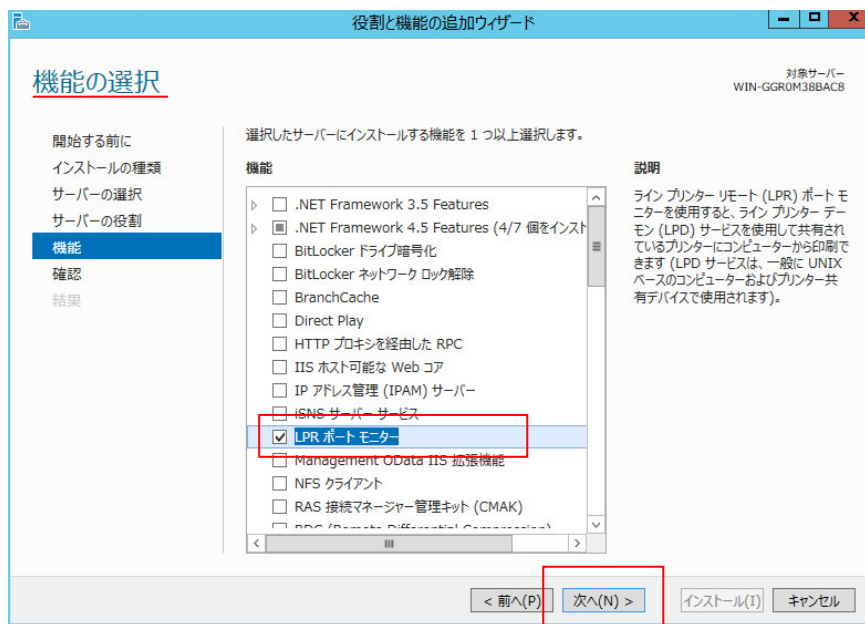 役割と機能の追加ウィザード
機能の選択
対象サーバー
WIN-GGR0M38BAC8
開始する前に
インストールの種類
サーバーの選択
サーバーの役割
機能
確認
結果
選択したサーバーにインストールする機能を 1 つ以上選択します。
機能
.NET Framework 3.5 Features
.NET Framework 4.5 Features (4/7 個をインスト
BitLocker ドライブ暗号化
BitLocker ネットワーク ロック解除
BranchCache
Direct Play
HTTP プロキシを経由した RPC
IIS ホスト可能な Web コア
IP アドレス管理 (IPAM) サーバー
iSNS サーバー サービス
LPR ポート モニター
Management OData IIS 拡張機能
NFS クライアント
RAS 接続マネージャー管理キット (CMAK)
RDC (Remote Differential Compression)
説明
ライン プリンター リモート (LPR) ポート モ
ニターを使用すると、ライン プリンター デー
モン (LPD) サービスを使用して共有され
ているプリンターにコンピューターから印刷で
きます (LPD サービスは、一般に UNIX
ベースのコンピューターおよびプリンター共
有デバイスで使用されます)。
< 前へ(P)
次へ(N) >
インストール(I)
キャンセル